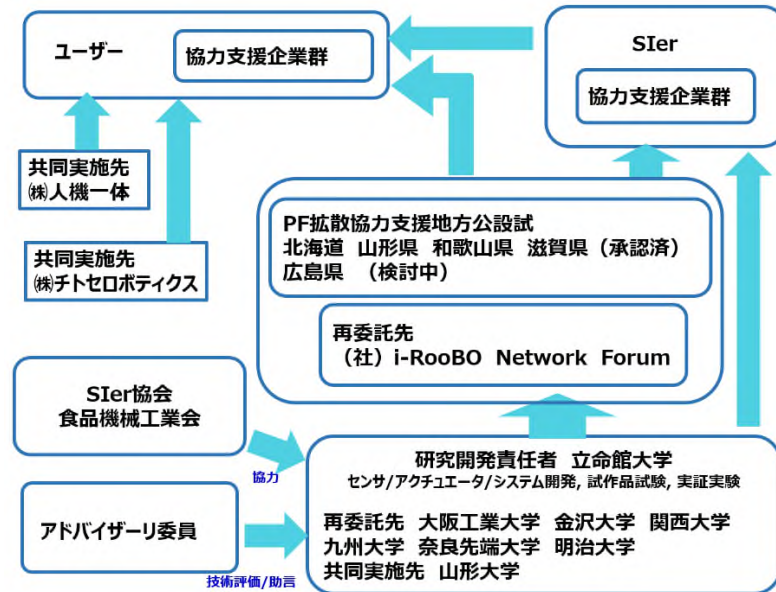 ユーザー
協力支援企業群
SIer
協力支援企業群
共同実施先
㈱人機一体
共同実施先
㈱チトセロボティクス
PF拡散協力支援地方公設試
北海道 山形県 和歌山県 滋賀県（承認済）
広島県 （検討中）
再委託先
（社）i-RooBO Network Forum
SIer協会
食品機械工業会
協力
アドバイザーリ委員
技術評価/助言
研究開発責任者 立命館大学
センサ/アクチュエータ/システム開発, 試作品試験, 実証実験
再委託先 大阪工業大学 金沢大学 関西大学
九州大学 奈良先端大学 明治大学
共同実施先 山形大学